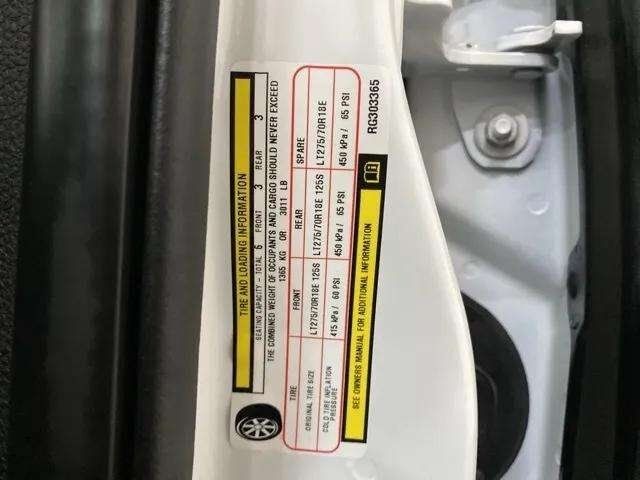 TIRE AND LOADING INFORMATION
SEATING CAPACITY - TOTAL 6 FRONT 3 REAR 3
THE COMBINED WEIGHT OF OCCUPANTS AND CARGO SHOULD NEVER EXCEED
1365 KG OR 3011 LB
TIRE FRONT REAR SPARE
ORIGINAL TIRE SIZE LT275/70R18E 125S LT275/70R18E 125S LT275/70R18E
COLD TIRE INFLATION PRESSURE 415 kPa / 60 PSI 450 kPa / 65 PSI 450 kPa / 65 PSI
SEE OWNERS MANUAL FOR ADDITIONAL INFORMATION
RG303365